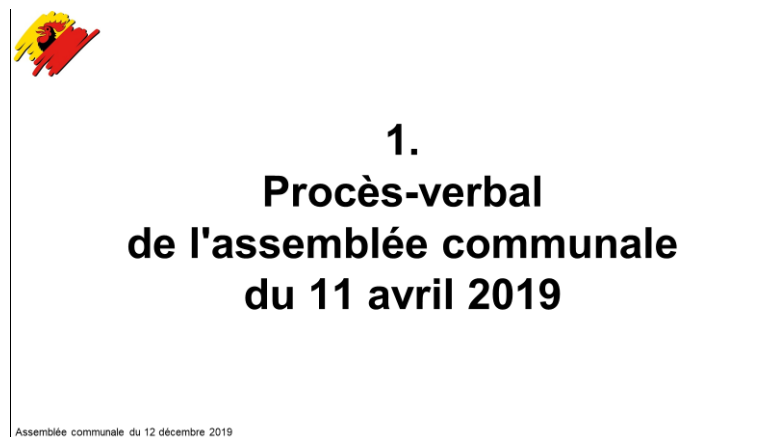 1.
Procès-verbal
de l'assemblée communale
du 11 avril 2019
Assemblée communale du 12 décembre 2019